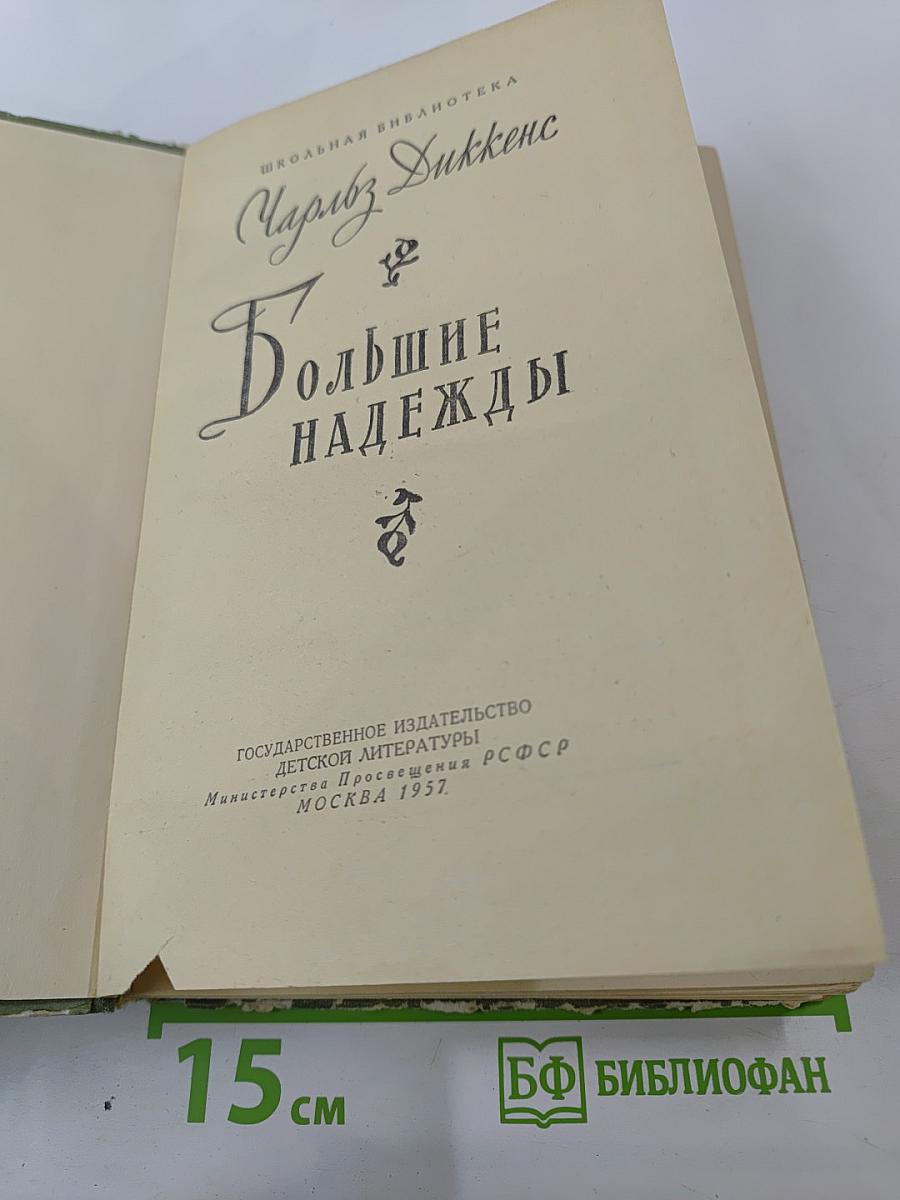 ШКОЛЬНАЯ БИБЛИОТЕКА
Чарльз Диккенс
БОЛЬШИЕ
НАДЕЖДЫ
ГОСУДАРСТВЕННОЕ ИЗДАТЕЛЬСТВО
ДЕТСКОЙ ЛИТЕРАТУРЫ
Министерства Просвещения РСФСР
МОСКВА 1957
15 см
БФ БИБЛИОФАН